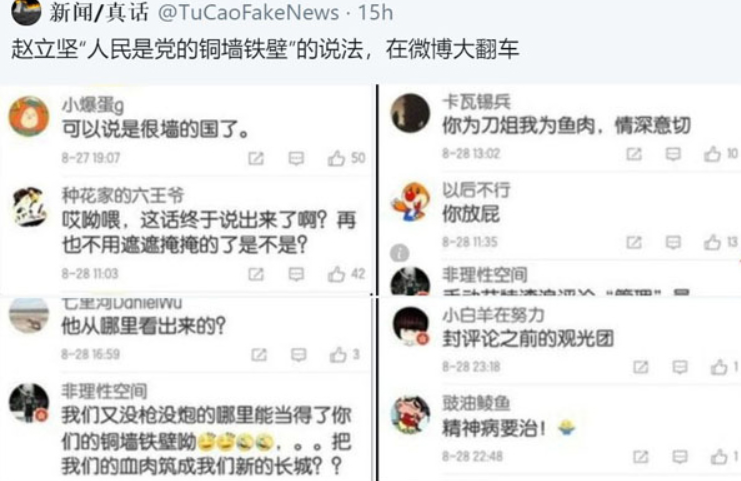 新闻/真话 @TuCaoFakeNews · 15h
赵立坚“人民是党的铜墙铁壁”的说法，在微博大翻车
小爆蛋g
可以说是很墙的国了。
8-27 19:07
50
种花家的六王爷
哎呦喂，这话终于说出来了啊？再
也不用遮遮掩掩的了是不是？
8-28 11:03
42
七里河DanielWu
他从哪里看出来的？
8-28 16:59
3
非理性空间
我们又没枪没炮的哪里能当得了你
们的铜墙铁壁呦，。。把
我们的血肉筑成我们新的长城？？
卡瓦锡兵
你为刀俎我为鱼肉，情深意切
8-28 13:02
10
以后不行
你放屁
8-28 11:35
13
非理性空间
小白羊在努力
封评论之前的观光团
8-28 23:18
1
豉油鲮鱼
精神病要治！
8-28 22:48
1